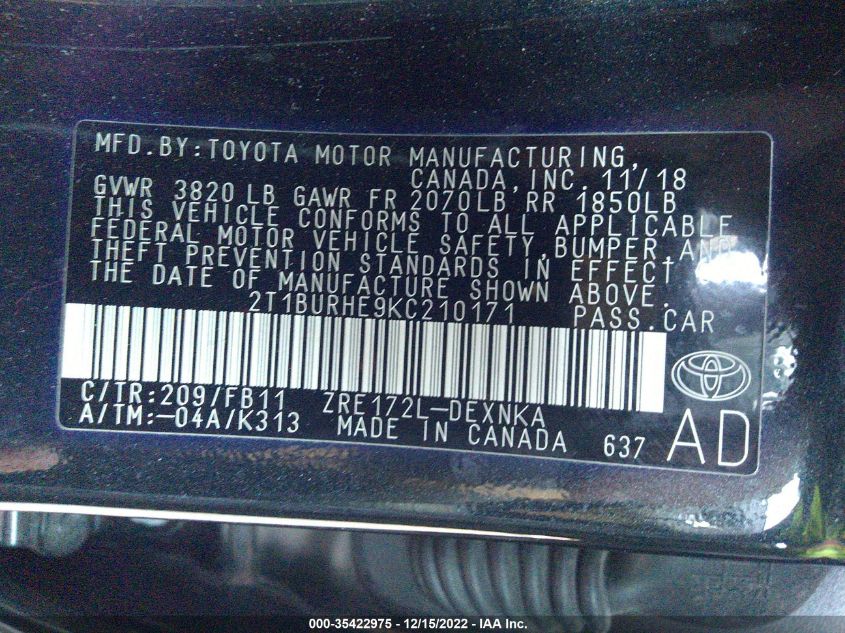 MFD.BY:TOYOTA MOTOR MANUFACTURING,
CANADA,INC. 11/18
GVWR 3820 LB GAWR FR 2070LB RR 1850LB
THIS VEHICLE CONFORMS TO ALL APPLICABLE
FEDERAL MOTOR VEHICLE SAFETY,BUMPER,AND
THEFT PREVENTION STANDARDS IN EFFECT
THE DATE OF MANUFACTURE SHOWN ABOVE.
2T1BURHE9KC210171 PASS.CAR
C/TR:209/FB11 ZRE172L-DEXNKA
A/TM:-04A/K313 MADE IN CANADA 637 AD
000-35422975 - 12/15/2022 - IAA Inc.